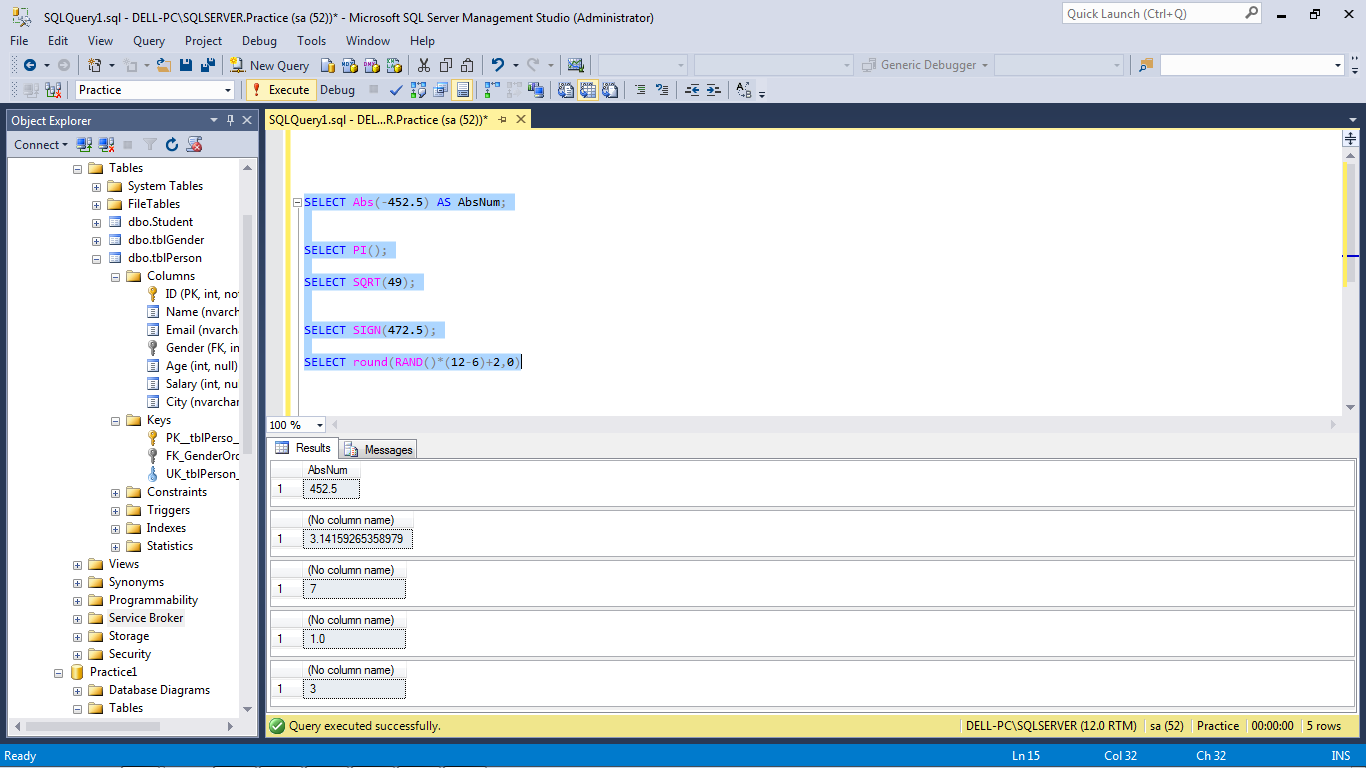 SQLQuery1.sql - DELL-PC\SQLSERVER.Practice (sa (52))* - Microsoft SQL Server Management Studio (Administrator)
Quick Launch (Ctrl+Q)
File Edit View Query Project Debug Tools Window Help
New Query
Generic Debugger
Practice
Execute Debug
Object Explorer
Connect
Tables
System Tables
FileTables
dbo.Student
dbo.tblGender
dbo.tblPerson
Columns
ID (PK, int, no
Name (nvarch
Email (nvarch
Gender (FK, in
Age (int, null)
Salary (int, nu
City (nvarchar
Keys
PK__tblPerso_
FK_GenderOrc
UK_tblPerson_
Constraints
Triggers
Indexes
Statistics
Views
Synonyms
Programmability
Service Broker
Storage
Security
Practice1
Database Diagrams
Tables
SQLQuery1.sql - DEL...R.Practice (sa (52))*
SELECT Abs(-452.5) AS AbsNum;
SELECT PI();
SELECT SQRT(49);
SELECT SIGN(472.5);
SELECT round(RAND()*(12-6)+2,0)
100 %
Results Messages
AbsNum
1 452.5
(No column name)
1 3.14159265358979
(No column name)
1 7
(No column name)
1 1.0
(No column name)
1 3
Query executed successfully.
DELL-PC\SQLSERVER (12.0 RTM) sa (52) Practice 00:00:00 5 rows
Ready
Ln 15 Col 32 Ch 32 INS